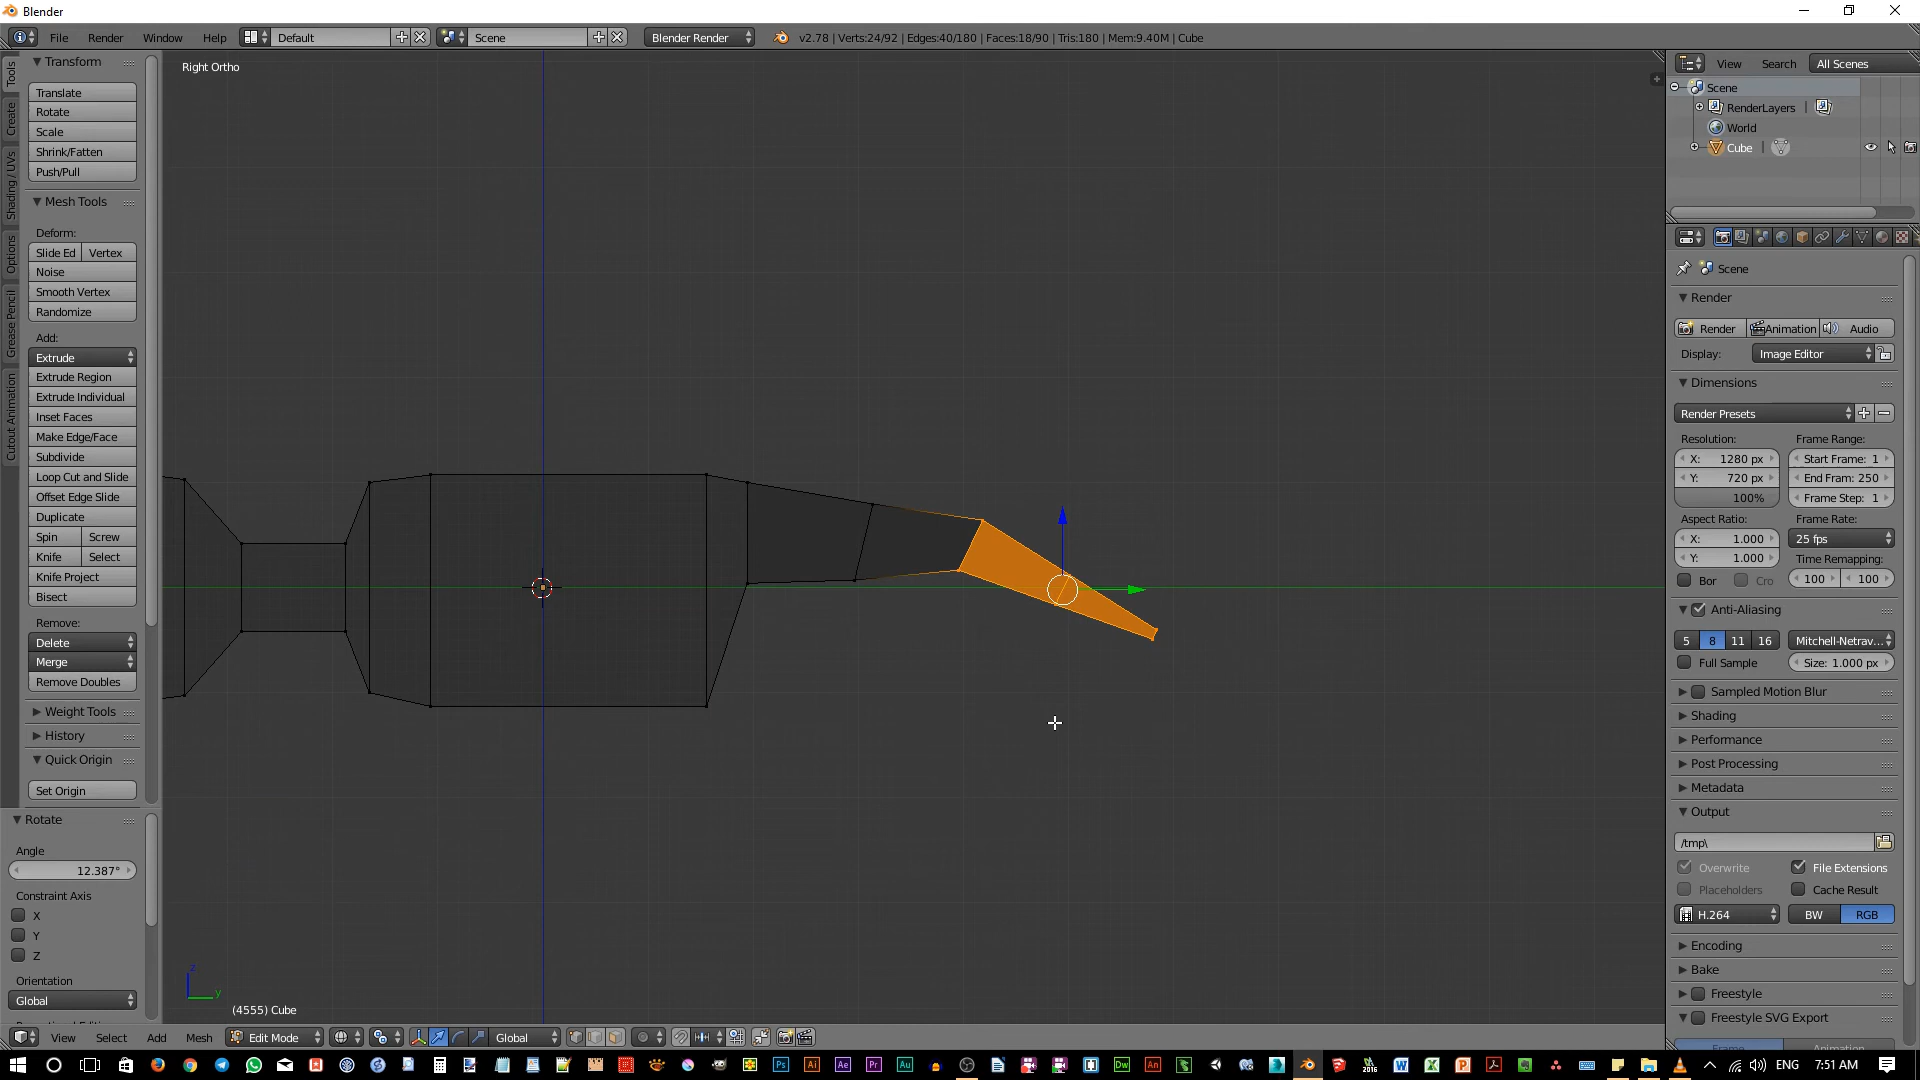 Blender
File Render Window Help Default Scene Blender Render v2.78 | Verts:24/92 | Edges:40/180 | Faces:18/90 | Tris:180 | Mem:9.40M | Cube
Right Ortho
Tools
Create
Shading / UVs
Options
Grease Pencil
Cutout Animation
Transform
Translate
Rotate
Scale
Shrink/Fatten
Push/Pull
Mesh Tools
Deform:
Slide Ed Vertex
Noise
Smooth Vertex
Randomize
Add:
Extrude
Extrude Region
Extrude Individual
Inset Faces
Make Edge/Face
Subdivide
Loop Cut and Slide
Offset Edge Slide
Duplicate
Spin Screw
Knife Select
Knife Project
Bisect
Remove:
Delete
Merge
Remove Doubles
Weight Tools
History
Quick Origin
Set Origin
Rotate
Angle
12.387°
Constraint Axis
X
Y
Z
Orientation
Global
z
y
(4555) Cube
View Select Add Mesh Edit Mode Global
View Search All Scenes
Scene
RenderLayers |
World
Cube |
Scene
Render
Render Animation Audio
Display: Image Editor
Dimensions
Render Presets
Resolution: Frame Range:
X: 1280 px Start Frame: 1
Y: 720 px End Fram: 250
100% Frame Step: 1
Aspect Ratio: Frame Rate:
X: 1.000 25 fps
Y: 1.000 Time Remapping:
Bor Cro 100 100
Anti-Aliasing
5 8 11 16 Mitchell-Netrav...
Full Sample Size: 1.000 px
Sampled Motion Blur
Shading
Performance
Post Processing
Metadata
Output
/tmp\
Overwrite File Extensions
Placeholders Cache Result
H.264 BW RGB
Encoding
Bake
Freestyle
Freestyle SVG Export
Frame Animation
Ps Ai Ae Pr Au Dw An 2016 ENG 7:51 AM